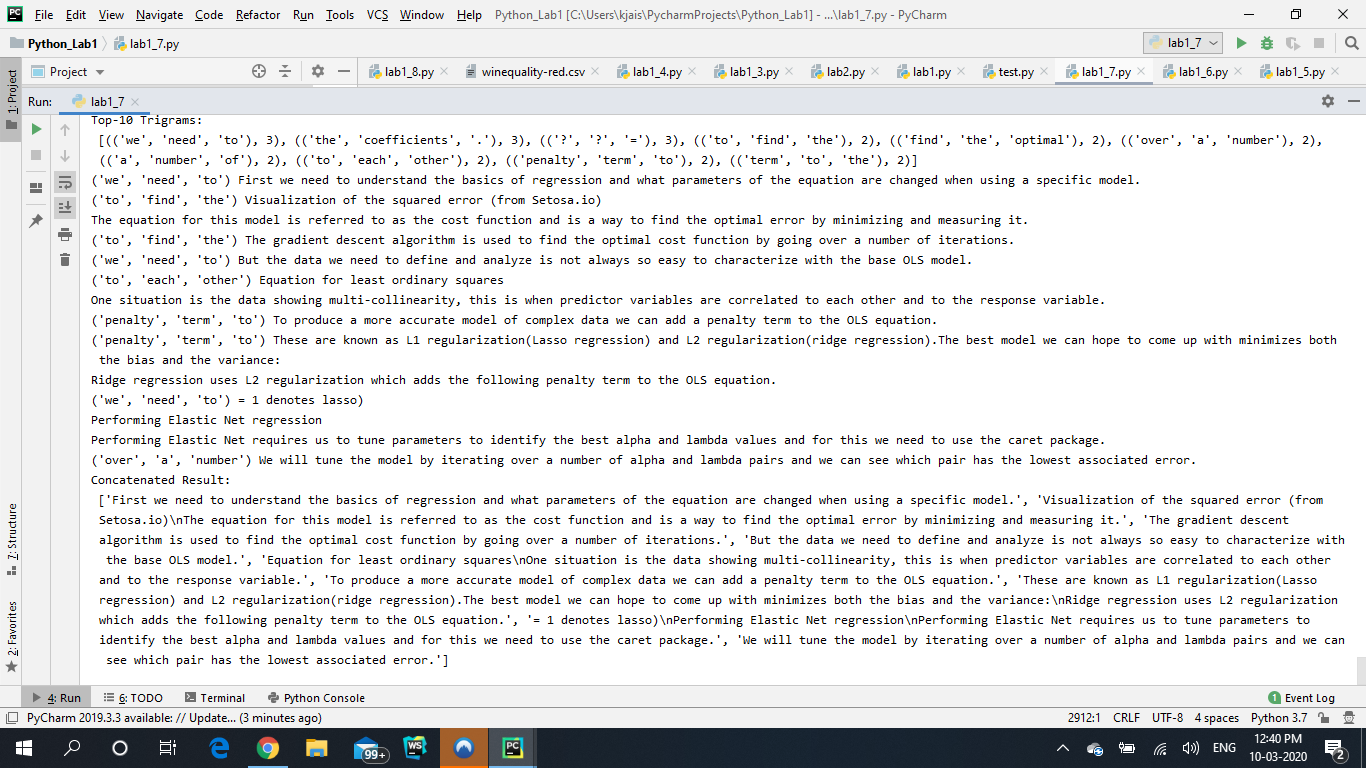 PC File Edit View Navigate Code Refactor Run Tools VCS Window Help Python_Lab1 [C:\Users\kjais\PycharmProjects\Python_Lab1] - ...\lab1_7.py - PyCharm
Python_Lab1 lab1_7.py lab1_7
Project lab1_8.py winequality-red.csv lab1_4.py lab1_3.py lab2.py lab1.py test.py lab1_7.py lab1_6.py lab1_5.py
1: Project
Run: lab1_7
Top-10 Trigrams:
[(('we', 'need', 'to'), 3), (('the', 'coefficients', '.'), 3), (('?', '?', '='), 3), (('to', 'find', 'the'), 2), (('find', 'the', 'optimal'), 2), (('over', 'a', 'number'), 2),
(('a', 'number', 'of'), 2), (('to', 'each', 'other'), 2), (('penalty', 'term', 'to'), 2), (('term', 'to', 'the'), 2)]
('we', 'need', 'to') First we need to understand the basics of regression and what parameters of the equation are changed when using a specific model.
('to', 'find', 'the') Visualization of the squared error (from Setosa.io)
The equation for this model is referred to as the cost function and is a way to find the optimal error by minimizing and measuring it.
('to', 'find', 'the') The gradient descent algorithm is used to find the optimal cost function by going over a number of iterations.
('we', 'need', 'to') But the data we need to define and analyze is not always so easy to characterize with the base OLS model.
('to', 'each', 'other') Equation for least ordinary squares
One situation is the data showing multi-collinearity, this is when predictor variables are correlated to each other and to the response variable.
('penalty', 'term', 'to') To produce a more accurate model of complex data we can add a penalty term to the OLS equation.
('penalty', 'term', 'to') These are known as L1 regularization(Lasso regression) and L2 regularization(ridge regression).The best model we can hope to come up with minimizes both
the bias and the variance:
Ridge regression uses L2 regularization which adds the following penalty term to the OLS equation.
('we', 'need', 'to') = 1 denotes lasso)
Performing Elastic Net regression
Performing Elastic Net requires us to tune parameters to identify the best alpha and lambda values and for this we need to use the caret package.
('over', 'a', 'number') We will tune the model by iterating over a number of alpha and lambda pairs and we can see which pair has the lowest associated error.
Concatenated Result:
['First we need to understand the basics of regression and what parameters of the equation are changed when using a specific model.', 'Visualization of the squared error (from
Setosa.io)\nThe equation for this model is referred to as the cost function and is a way to find the optimal error by minimizing and measuring it.', 'The gradient descent
algorithm is used to find the optimal cost function by going over a number of iterations.', 'But the data we need to define and analyze is not always so easy to characterize with
the base OLS model.', 'Equation for least ordinary squares\nOne situation is the data showing multi-collinearity, this is when predictor variables are correlated to each other
and to the response variable.', 'To produce a more accurate model of complex data we can add a penalty term to the OLS equation.', 'These are known as L1 regularization(Lasso
regression) and L2 regularization(ridge regression).The best model we can hope to come up with minimizes both the bias and the variance:\nRidge regression uses L2 regularization
which adds the following penalty term to the OLS equation.', '= 1 denotes lasso)\nPerforming Elastic Net regression\nPerforming Elastic Net requires us to tune parameters to
identify the best alpha and lambda values and for this we need to use the caret package.', 'We will tune the model by iterating over a number of alpha and lambda pairs and we can
see which pair has the lowest associated error.']
7: Structure
2: Favorites
4: Run 6: TODO Terminal Python Console 1 Event Log
PyCharm 2019.3.3 available: // Update... (3 minutes ago) 2912:1 CRLF UTF-8 4 spaces Python 3.7
99+ WS PC ENG 12:40 PM
10-03-2020 2